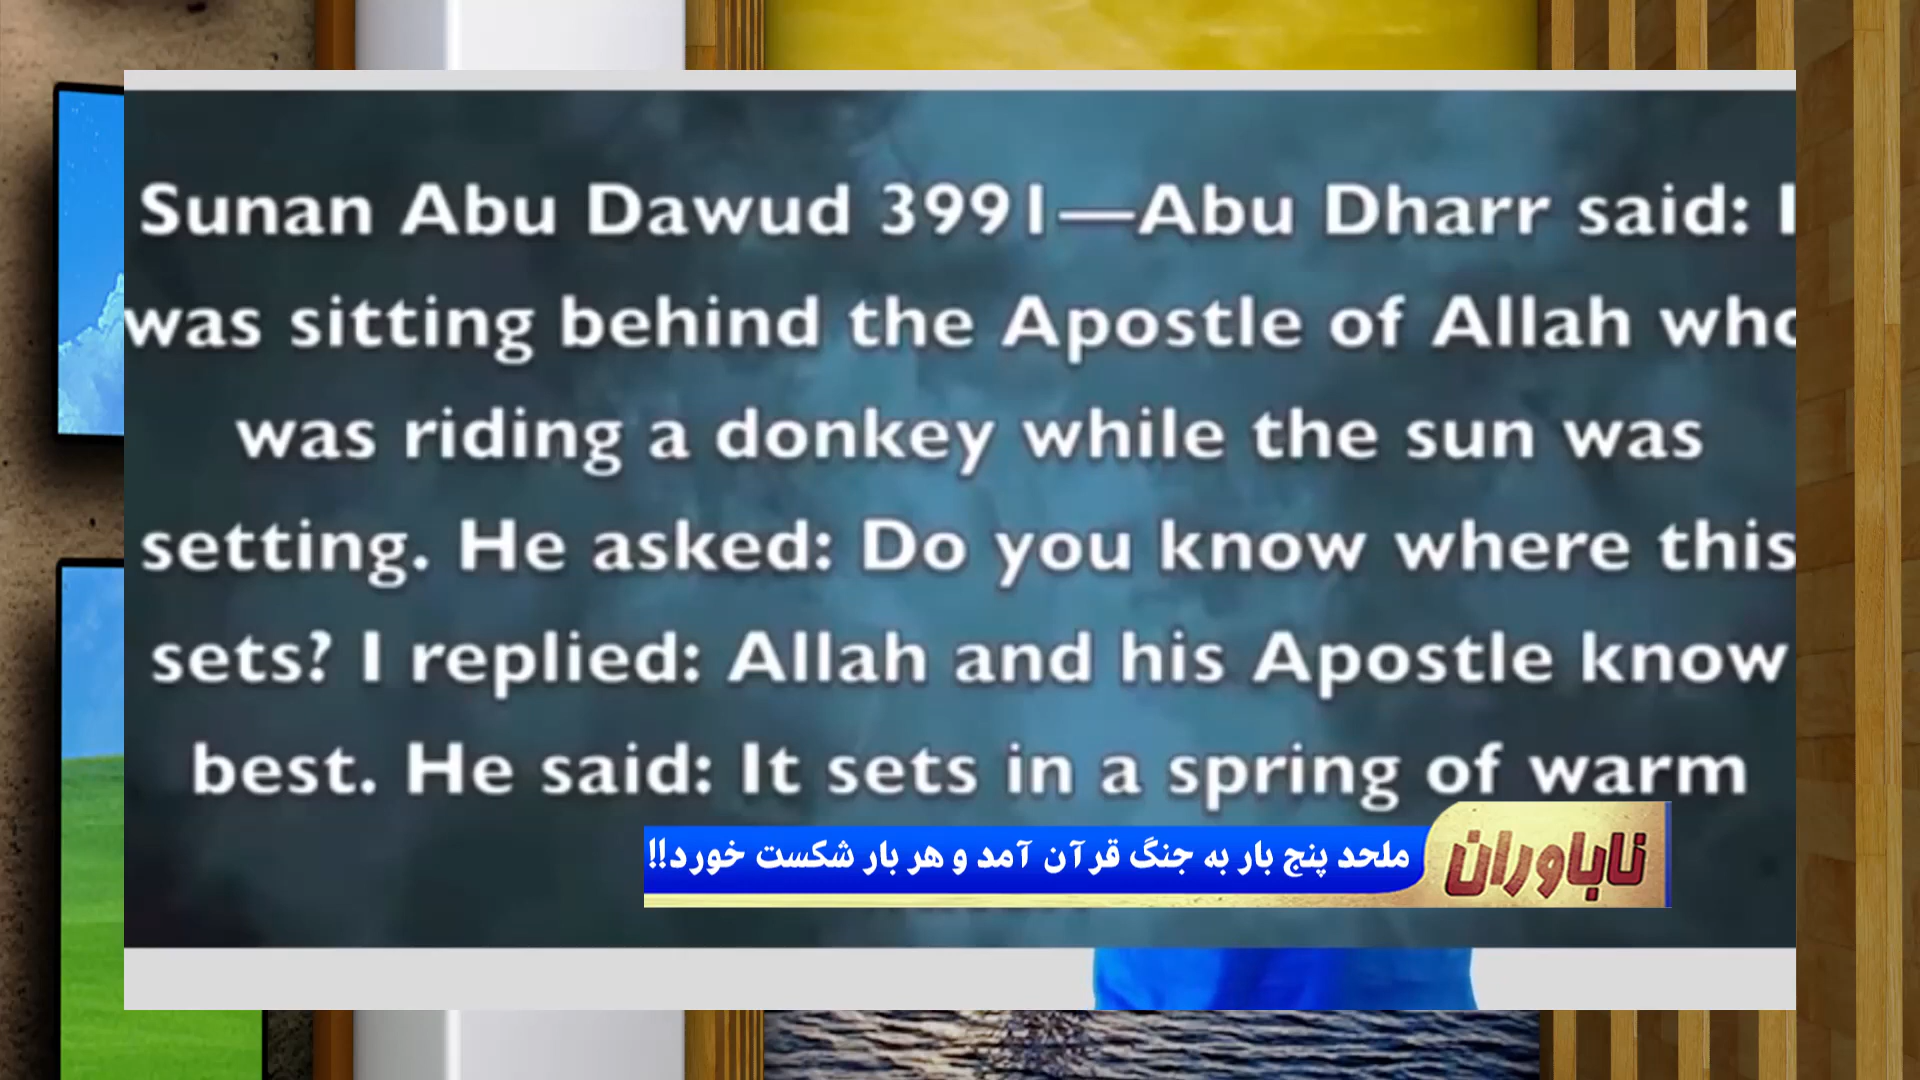 Sunan Abu Dawud 3991—Abu Dharr said: I
was sitting behind the Apostle of Allah who
was riding a donkey while the sun was
setting. He asked: Do you know where this
sets? I replied: Allah and his Apostle know
best. He said: It sets in a spring of warm
ملحد پنج بار به جنگ قرآن آمد و هر بار شکست خورد!!
ناباوران